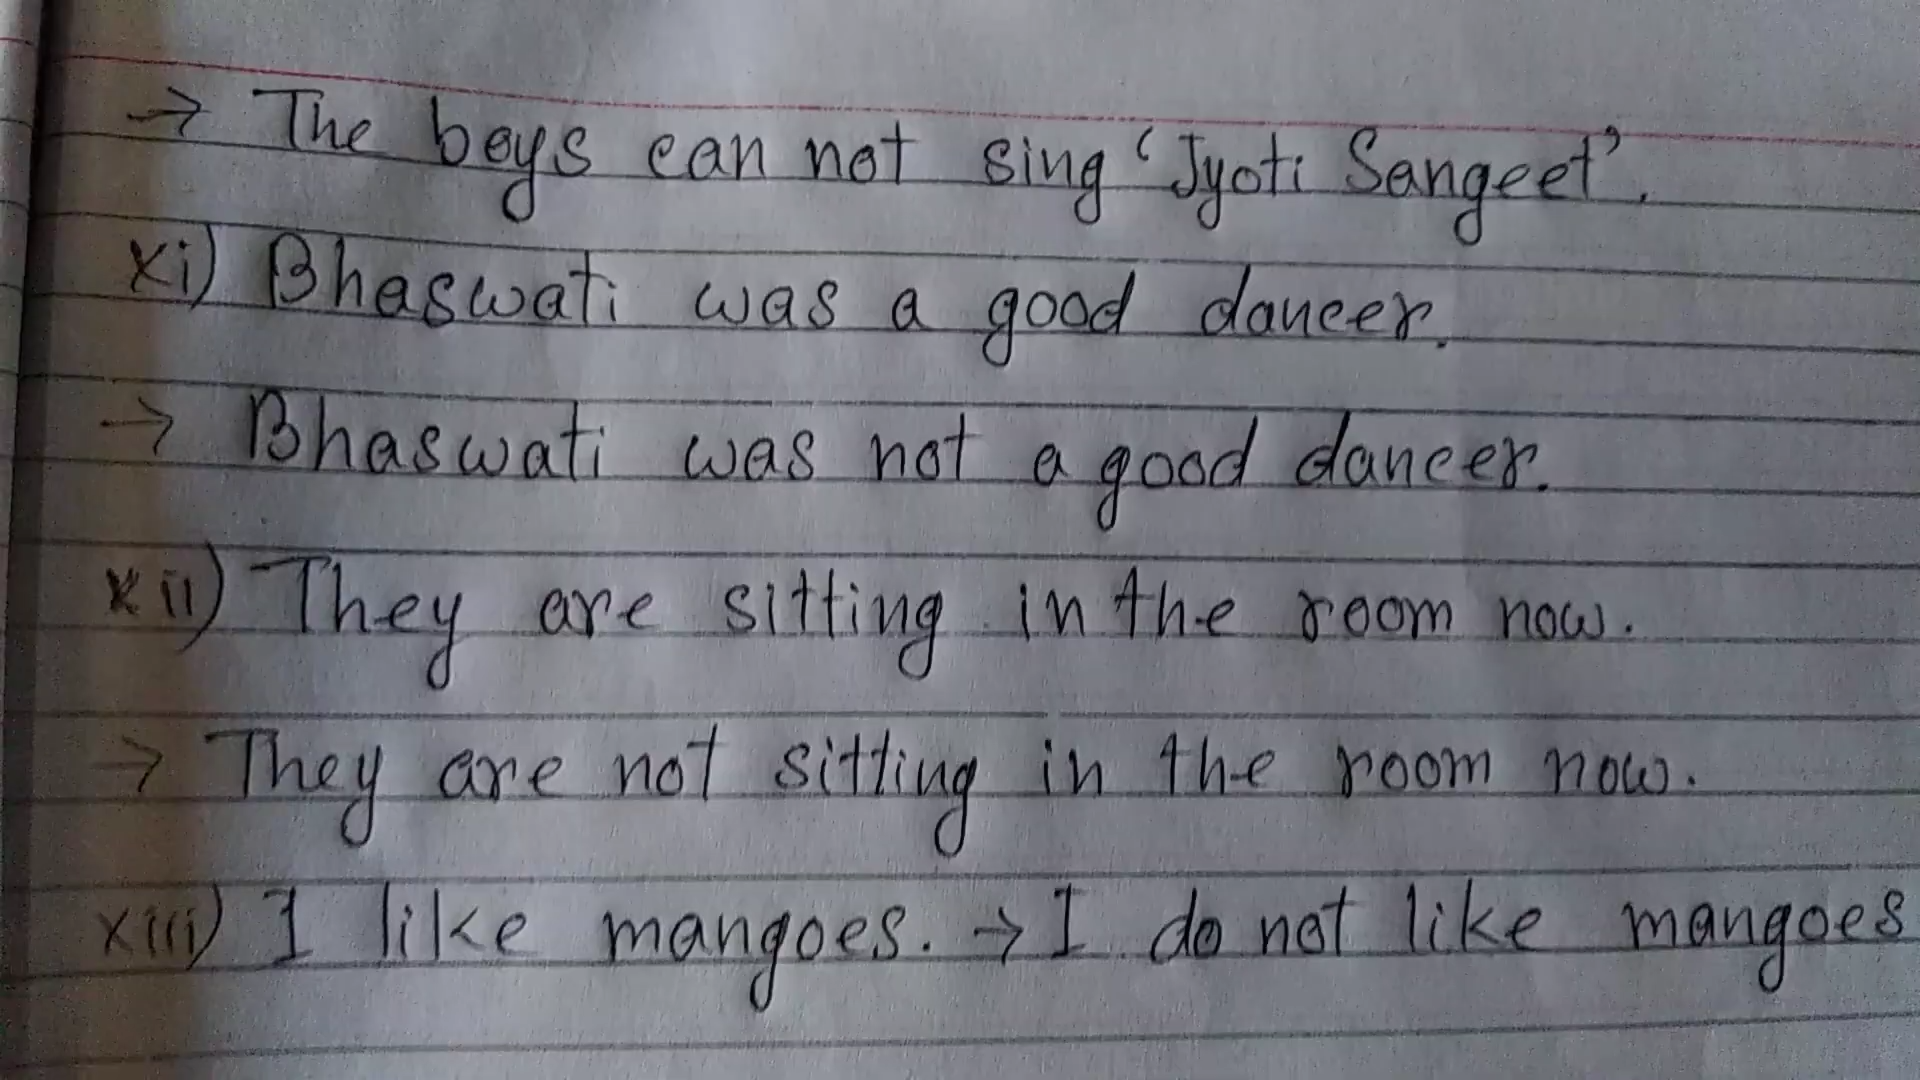 → The boys can not sing ‘Jyoti Sangeet’.
xi) Bhaswati was a good dancer.
→ Bhaswati was not a good dancer.
xii) They are sitting in the room now.
→ They are not sitting in the room now.
xiii) I like mangoes. → I do not like mangoes